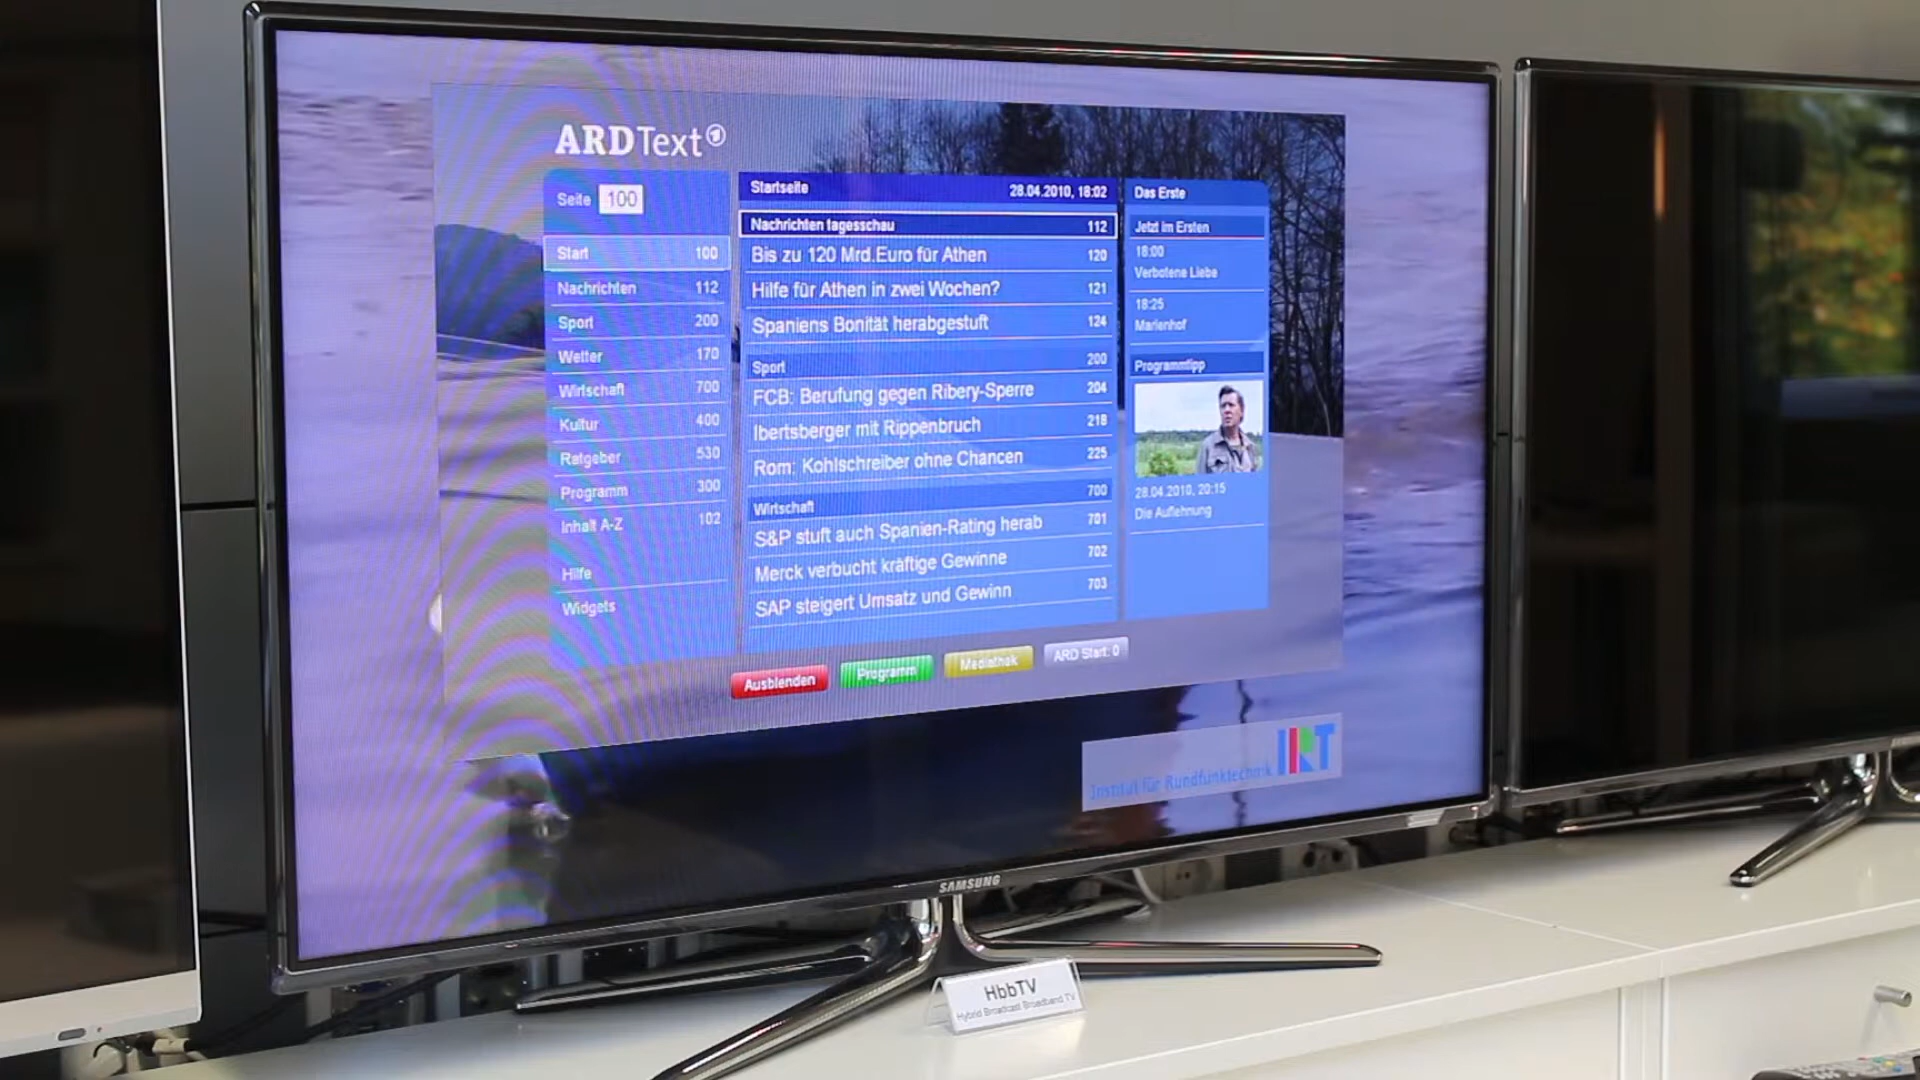 ARD Text
Seite 100
Start 100
Nachrichten 112
Sport 200
Wetter 170
Wirtschaft 700
Kultur 400
Ratgeber 530
Programm 300
Inhalt A-Z 102
Hilfe
Widgets
Startseite 28.04.2010, 18:02
Nachrichten tagesschau 112
Bis zu 120 Mrd.Euro für Athen 120
Hilfe für Athen in zwei Wochen? 121
Spaniens Bonität herabgestuft 124
Sport 200
FCB: Berufung gegen Ribery-Sperre 204
Ibertsberger mit Rippenbruch 218
Rom: Kohlschreiber ohne Chancen 225
Wirtschaft 700
S&P stuft auch Spanien-Rating herab 701
Merck verbucht kräftige Gewinne 702
SAP steigert Umsatz und Gewinn 703
Das Erste
Jetzt im Ersten
18:00
Verbotene Liebe
18:25
Marienhof
Programmtipp
28.04.2010, 20:15
Die Auflehnung
Ausblenden
Programm
Mediathek
ARD Start: 0
Institut für Rundfunktechnik IRT
SAMSUNG
HbbTV
Hybrid Broadcast Broadband TV